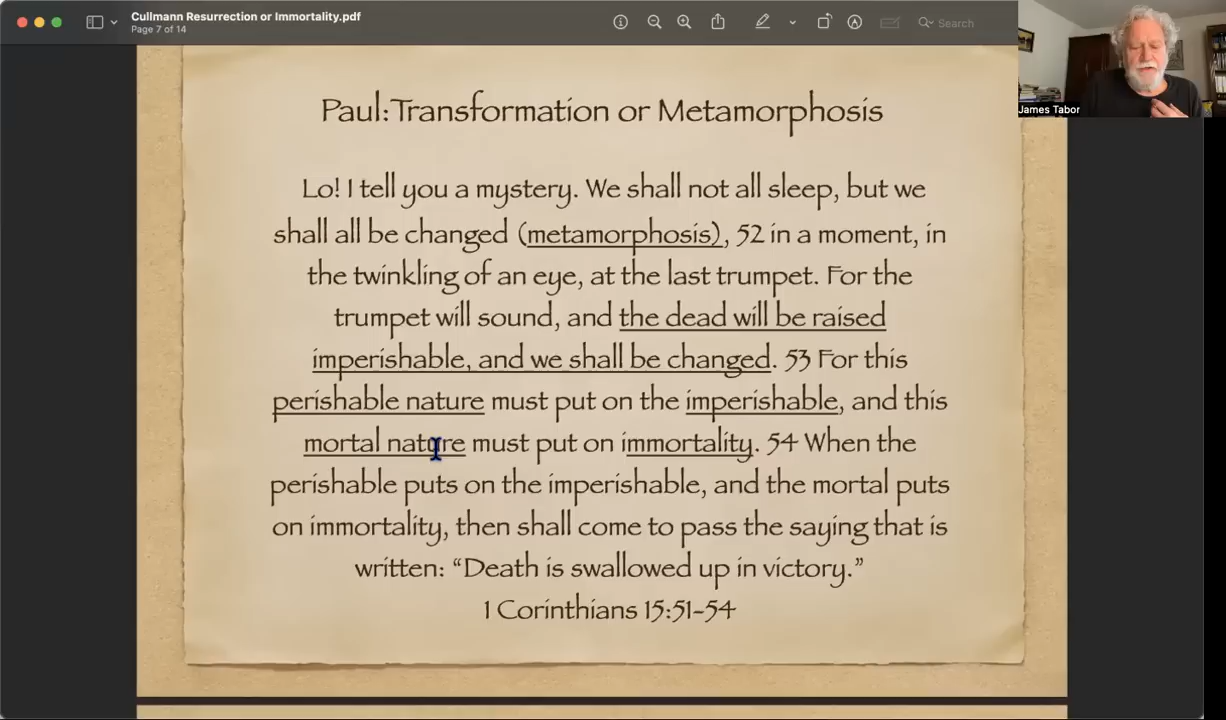 Cullmann Resurrection or Immortality.pdf
Page 7 of 14
Search
James Tabor
Paul:Transformation or Metamorphosis
Lo! I tell you a mystery. We shall not all sleep, but we
shall all be changed (metamorphosis), 52 in a moment, in
the twinkling of an eye, at the last trumpet. For the
trumpet will sound, and the dead will be raised
imperishable, and we shall be changed. 53 For this
perishable nature must put on the imperishable, and this
mortal nature must put on immortality. 54 When the
perishable puts on the imperishable, and the mortal puts
on immortality, then shall come to pass the saying that is
written: “Death is swallowed up in victory.”
1 Corinthians 15:51-54